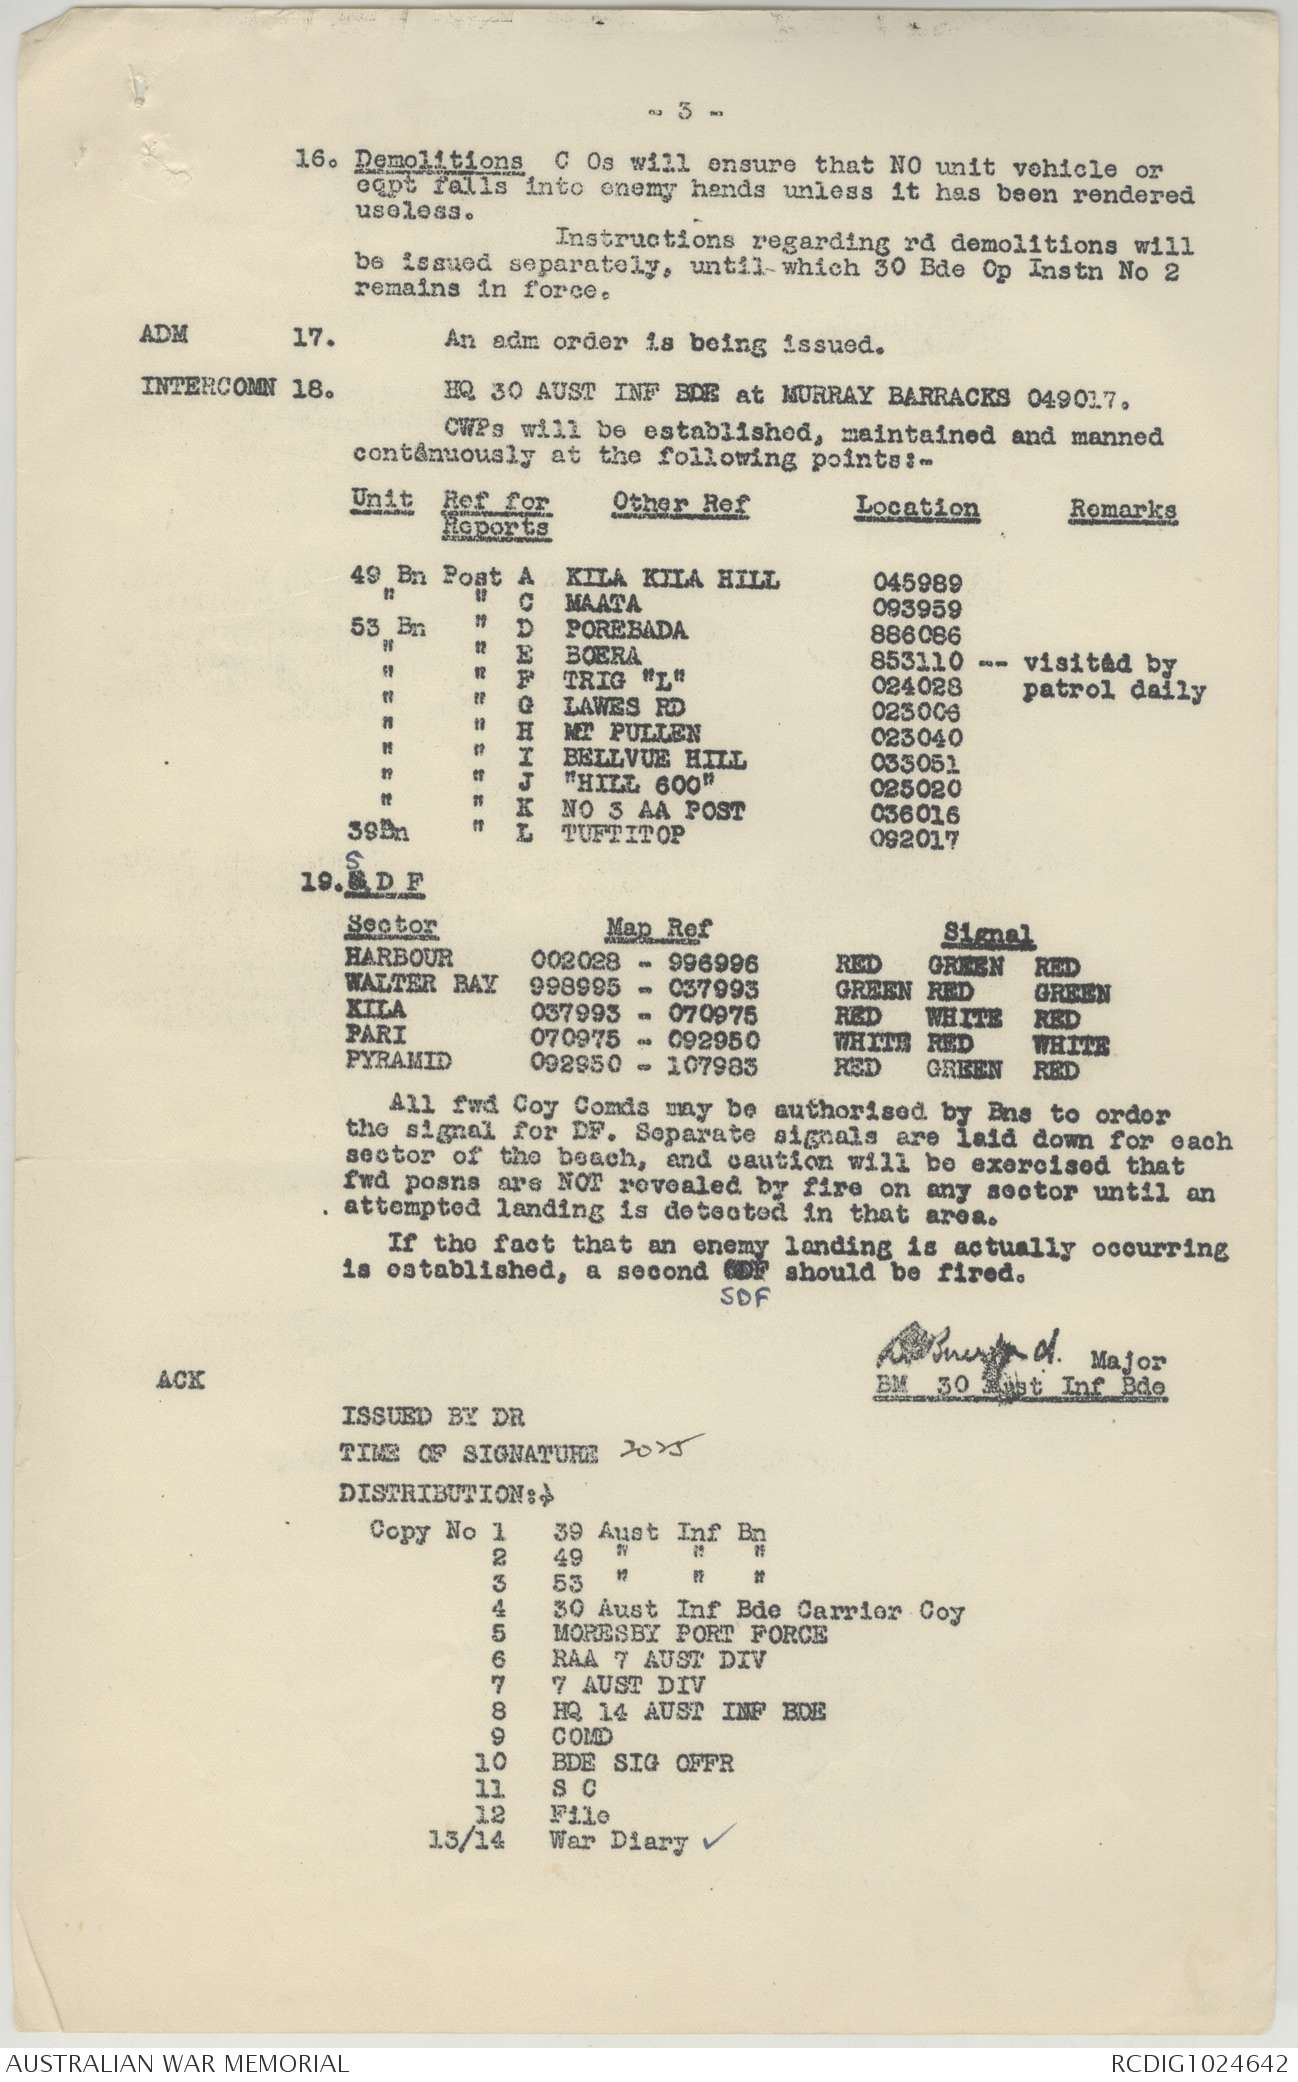 - 3 -
16. Demolitions C Os will ensure that NO unit vehicle or
eqpt falls into enemy hands unless it has been rendered
useless.
Instructions regarding rd demolitions will
be issued separately, until which 30 Bde Op Instn No 2
remains in force.
ADM 17. An adm order is being issued.
INTERCOMN 18. HQ 30 AUST INF BDE at MURRAY BARRACKS 049017.
CWPs will be established, maintained and manned
continuously at the following points:-
Unit Ref for Other Ref Location Remarks
Reports
49 Bn Post A KILA KILA HILL 045989
" " C MAATA 093959
53 Bn " D POREBADA 886086
" " E BOERA 853110 -- visited by
" " F TRIG "L" 024028 patrol daily
" " G LAWES RD 023006
" " H MT PULLEN 023040
" " I BELLVUE HILL 033051
" " J "HILL 600" 025020
" " K NO 3 AA POST 036016
39Bn " L TUFTITOP 092017
19. S D F
Sector Map Ref Signal
HARBOUR 002028 - 996996 RED GREEN RED
WALTER BAY 998995 - 037993 GREEN RED GREEN
KILA 037993 - 070975 RED WHITE RED
PARI 070975 - 092950 WHITE RED WHITE
PYRAMID 092950 - 107983 RED GREEN RED
All fwd Coy Comds may be authorised by Bns to order
the signal for DF. Separate signals are laid down for each
sector of the beach, and caution will be exercised that
fwd posns are NOT revealed by fire on any sector until an
attempted landing is detected in that area.
If the fact that an enemy landing is actually occurring
is established, a second SDF should be fired.
SDF
Major
BM 30 Aust Inf Bde
ACK
ISSUED BY DR
TIME OF SIGNATURE 2025
DISTRIBUTION:-
Copy No 1 39 Aust Inf Bn
2 49 " " "
3 53 " " "
4 30 Aust Inf Bde Carrier Coy
5 MORESBY PORT FORCE
6 RAA 7 AUST DIV
7 7 AUST DIV
8 HQ 14 AUST INF BDE
9 COMD
10 BDE SIG OFFR
11 S C
12 File
13/14 War Diary ✓
AUSTRALIAN WAR MEMORIAL RCDIG1024642